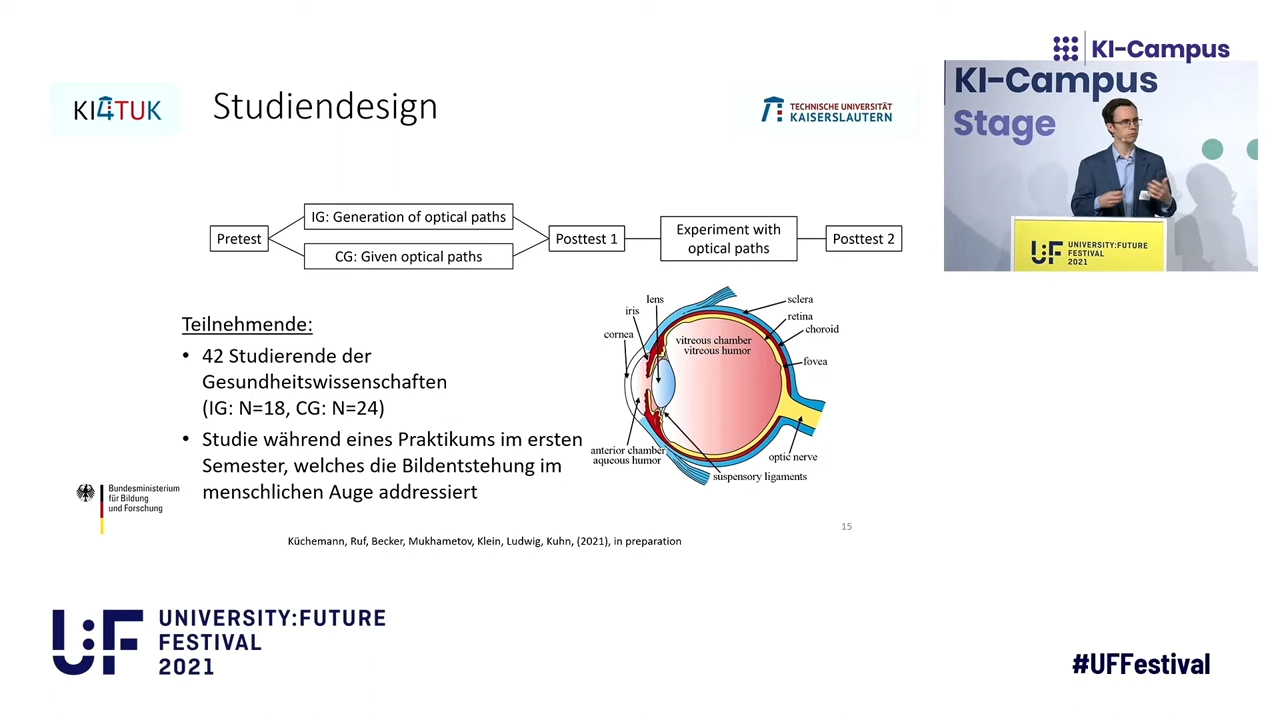 KI-Campus
KI-Campus
Stage
KI4TUK
Studiendesign
TECHNISCHE UNIVERSITÄT
KAISERSLAUTERN
Pretest
IG: Generation of optical paths
CG: Given optical paths
Posttest 1
Experiment with
optical paths
Posttest 2
UF
UNIVERSITY:FUTURE
FESTIVAL
2021
Teilnehmende:
• 42 Studierende der
Gesundheitswissenschaften
(IG: N=18, CG: N=24)
• Studie während eines Praktikums im ersten
Semester, welches die Bildentstehung im
menschlichen Auge addressiert
lens
iris
cornea
sclera
retina
choroid
fovea
vitreous chamber
vitreous humor
anterior chamber
aqueous humor
optic nerve
suspensory ligaments
Bundesministerium
für Bildung
und Forschung
15
Küchemann, Ruf, Becker, Mukhametov, Klein, Ludwig, Kuhn, (2021), in preparation
U:F
UNIVERSITY:FUTURE
FESTIVAL
2021
#UFFestival